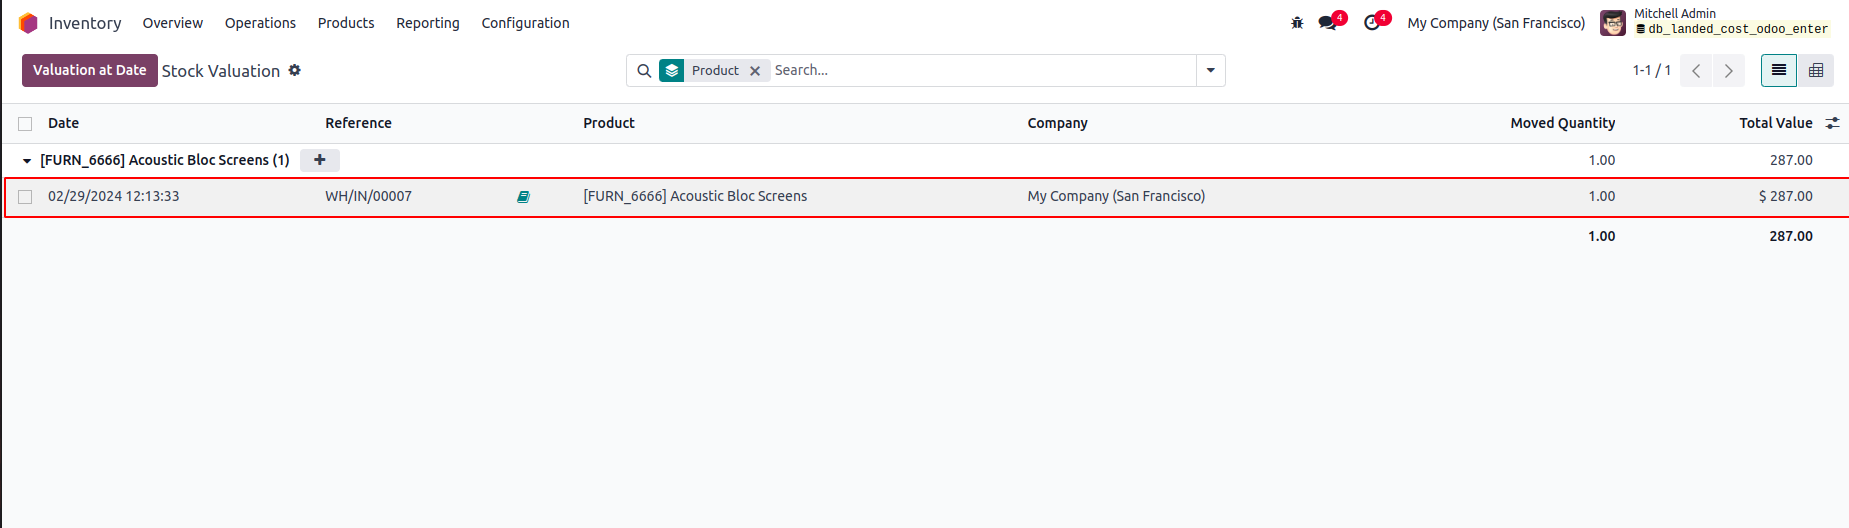 Inventory Overview Operations Products Reporting Configuration 4 4 My Company (San Francisco) Mitchell Admin
db_landed_cost_odoo_enter
Valuation at Date Stock Valuation Product Search... 1-1 / 1
Date Reference Product Company Moved Quantity Total Value
[FURN_6666] Acoustic Bloc Screens (1) + 1.00 287.00
02/29/2024 12:13:33 WH/IN/00007 [FURN_6666] Acoustic Bloc Screens My Company (San Francisco) 1.00 $ 287.00
1.00 287.00